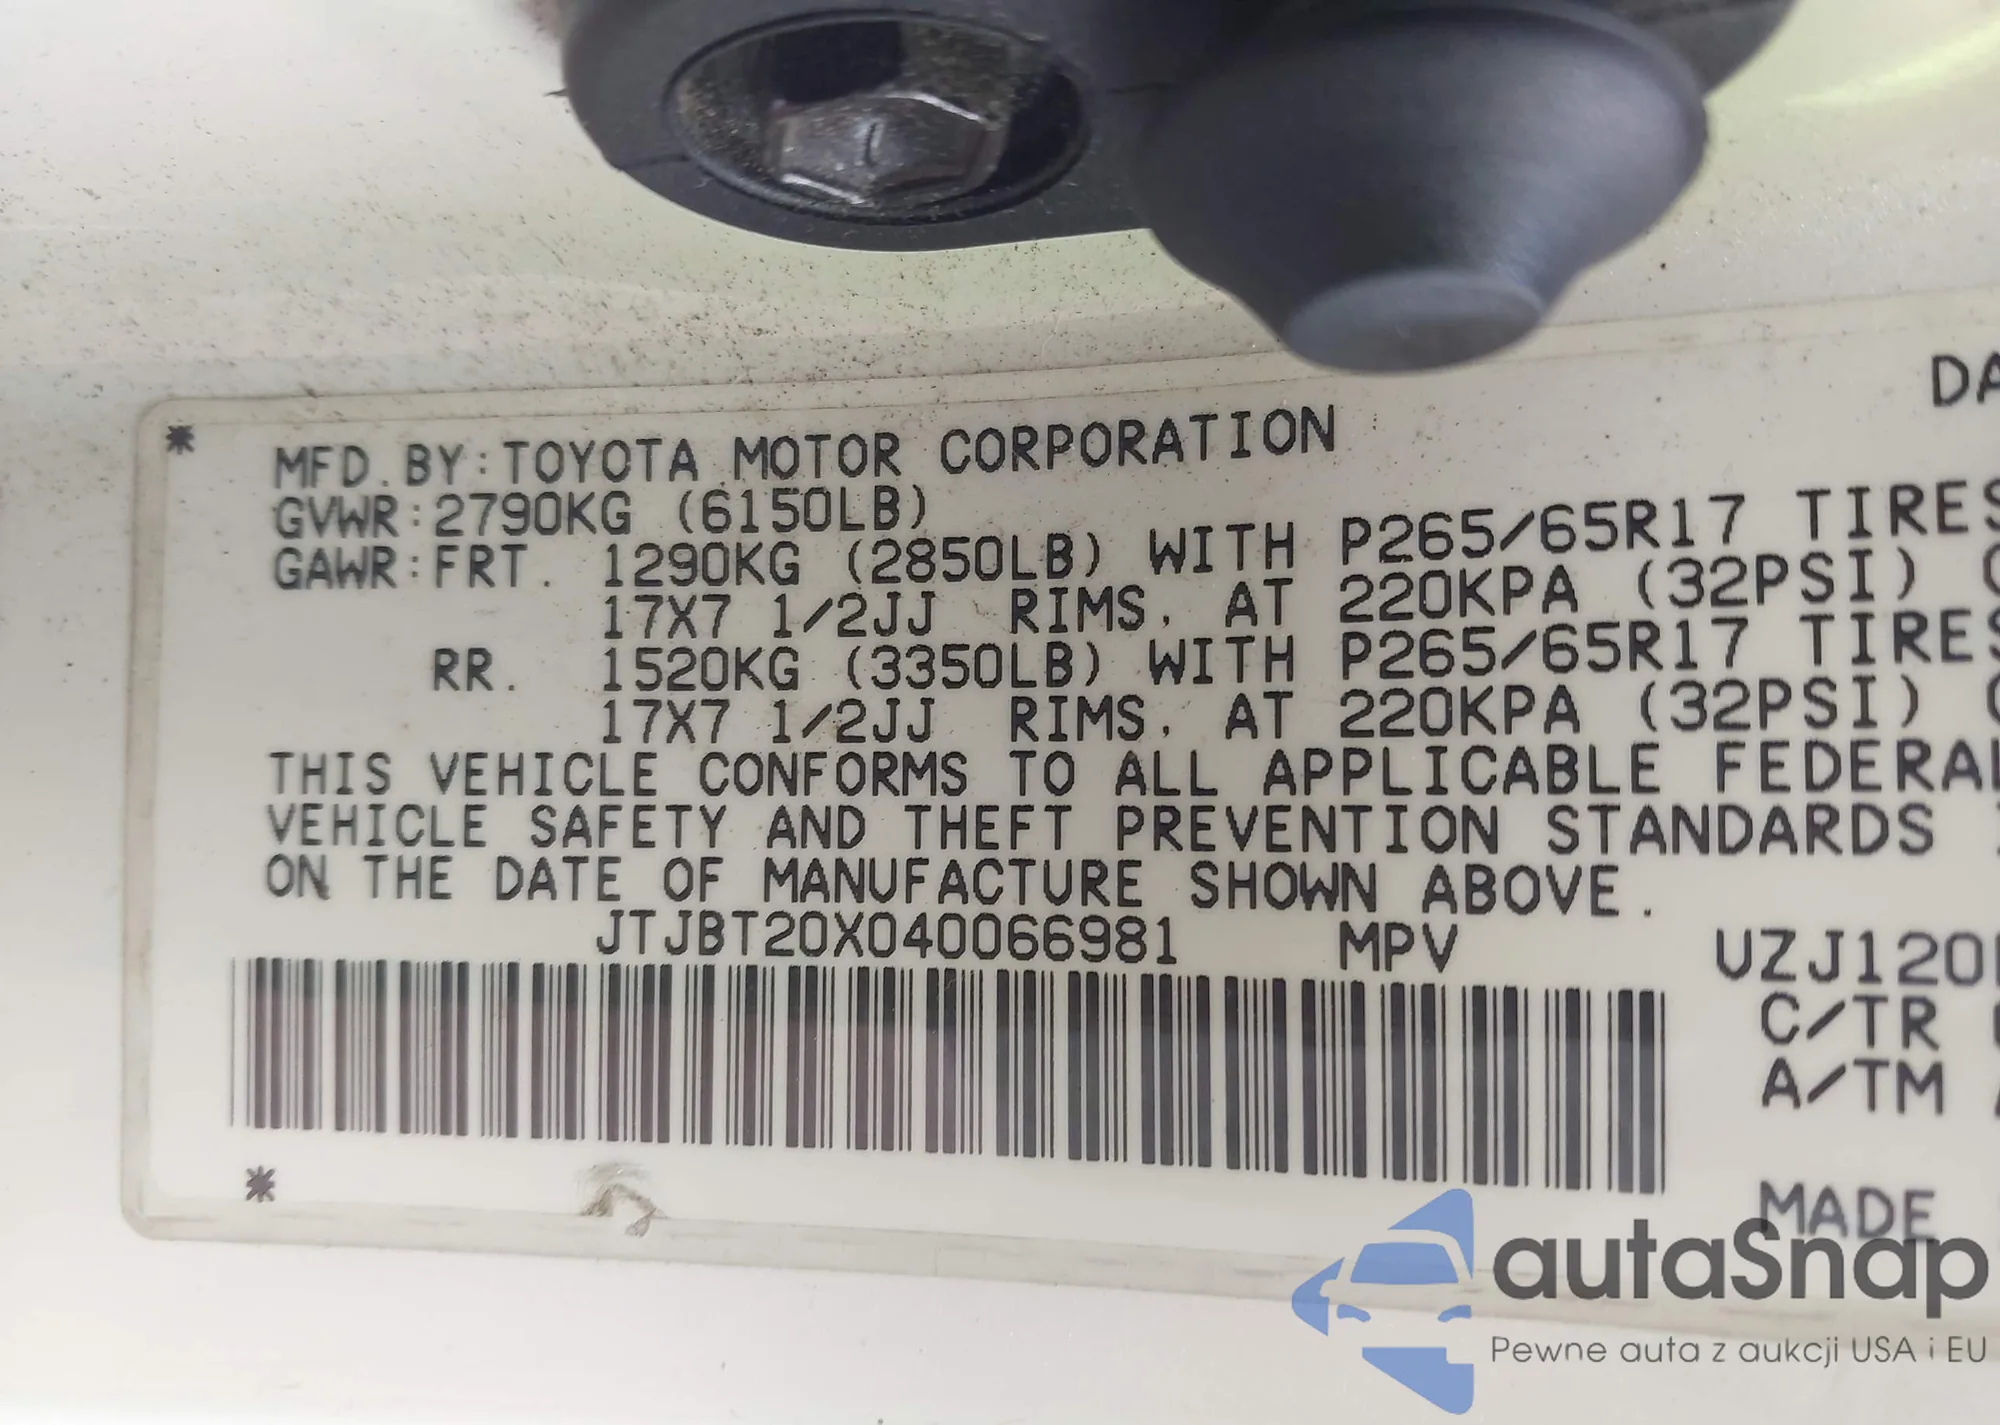 DA
MFD.BY:TOYOTA MOTOR CORPORATION
GVWR:2790KG (6150LB)
GAWR:FRT. 1290KG (2850LB) WITH P265/65R17 TIRES
17X7 1/2JJ RIMS. AT 220KPA (32PSI)
RR. 1520KG (3350LB) WITH P265/65R17 TIRES
17X7 1/2JJ RIMS. AT 220KPA (32PSI)
THIS VEHICLE CONFORMS TO ALL APPLICABLE FEDERAL
VEHICLE SAFETY AND THEFT PREVENTION STANDARDS
ON THE DATE OF MANUFACTURE SHOWN ABOVE.
JTJBT20X040066981 MPV UZJ120
C/TR
A/TM
MADE
autaSnap
Pewne auta z aukcji USA i EU